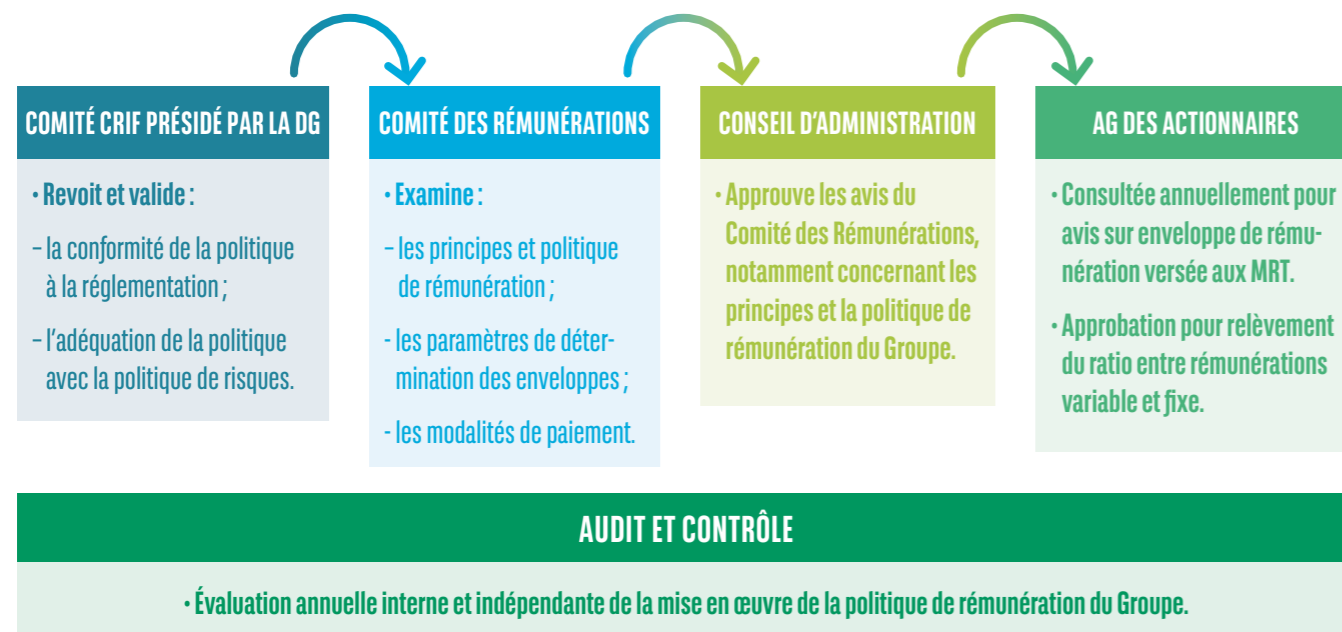 COMITÉ CRIF PRÉSIDÉ PAR LA DG
• Revoit et valide :
– la conformité de la politique
à la réglementation ;
– l’adéquation de la politique
avec la politique de risques.
COMITÉ DES RÉMUNÉRATIONS
• Examine :
– les principes et politique
de rémunération ;
- les paramètres de déter-
mination des enveloppes ;
- les modalités de paiement.
CONSEIL D’ADMINISTRATION
• Approuve les avis du
Comité des Rémunérations,
notamment concernant les
principes et la politique de
rémunération du Groupe.
AG DES ACTIONNAIRES
• Consultée annuellement pour
avis sur enveloppe de rému-
nération versée aux MRT.
• Approbation pour relèvement
du ratio entre rémunérations
variable et fixe.
AUDIT ET CONTRÔLE
• Évaluation annuelle interne et indépendante de la mise en œuvre de la politique de rémunération du Groupe.